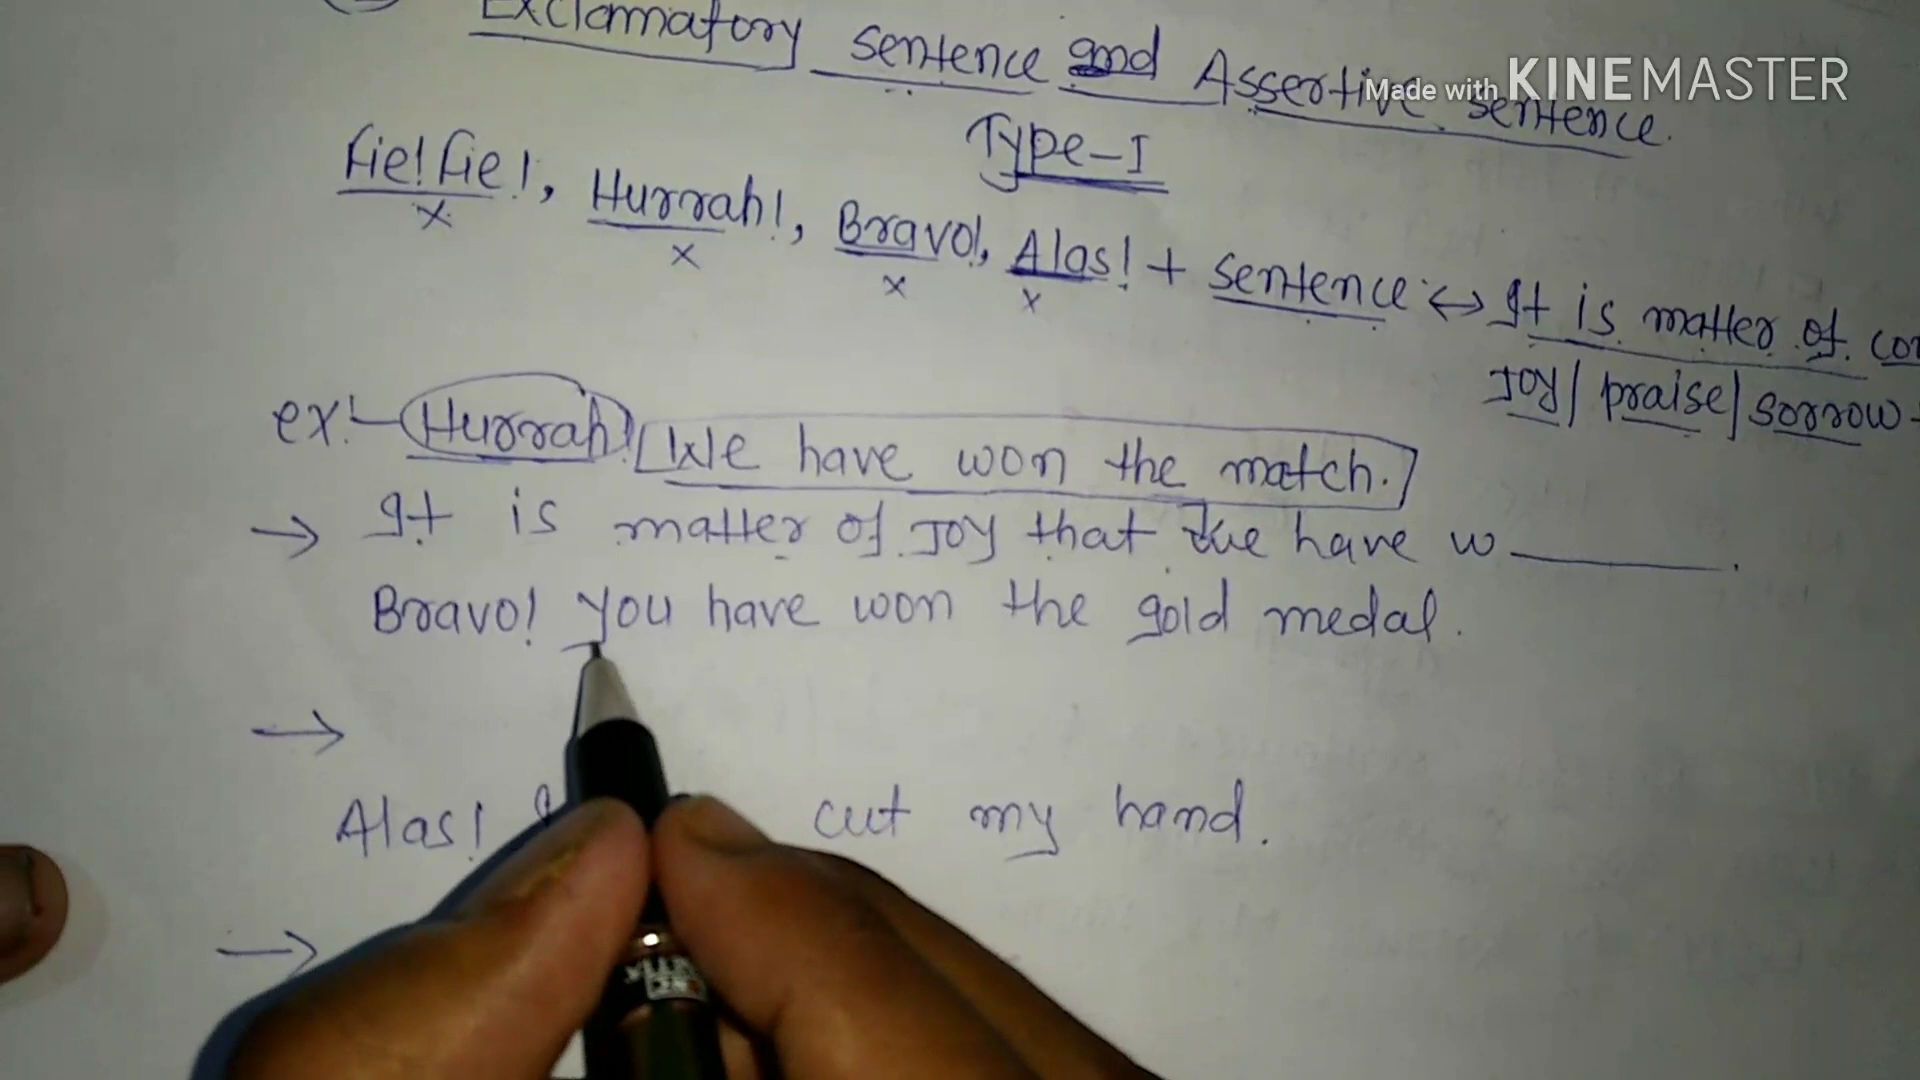 Exclamatory sentence and Assertive sentence.
Made with KINEMASTER
Type-I
Fie! Fie!, Hurrah!, Bravo!, Alas! + sentence ↔ It is matter of
Joy / praise / sorrow
ex:- Hurrah! We have won the match.
→ It is matter of Joy that we have w______.
Bravo! You have won the gold medal.
→
Alas! cut my hand.
→